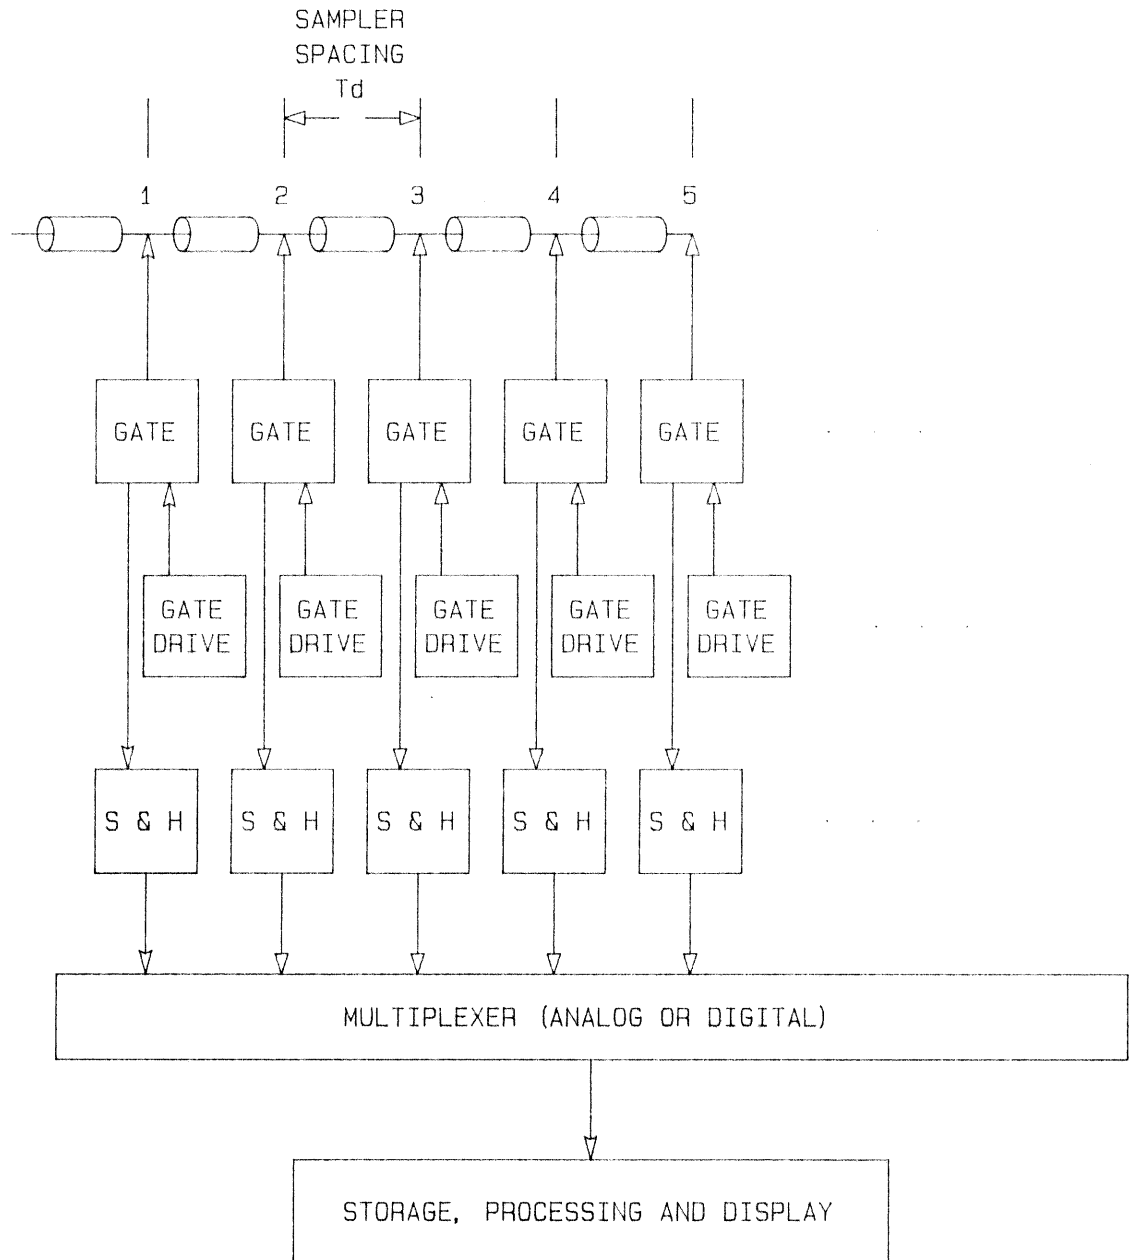 SAMPLER
SPACING
Td
1 2 3 4 5
GATE GATE GATE GATE GATE
GATE GATE GATE GATE GATE
DRIVE DRIVE DRIVE DRIVE DRIVE
S & H S & H S & H S & H S & H
MULTIPLEXER (ANALOG OR DIGITAL)
STORAGE, PROCESSING AND DISPLAY